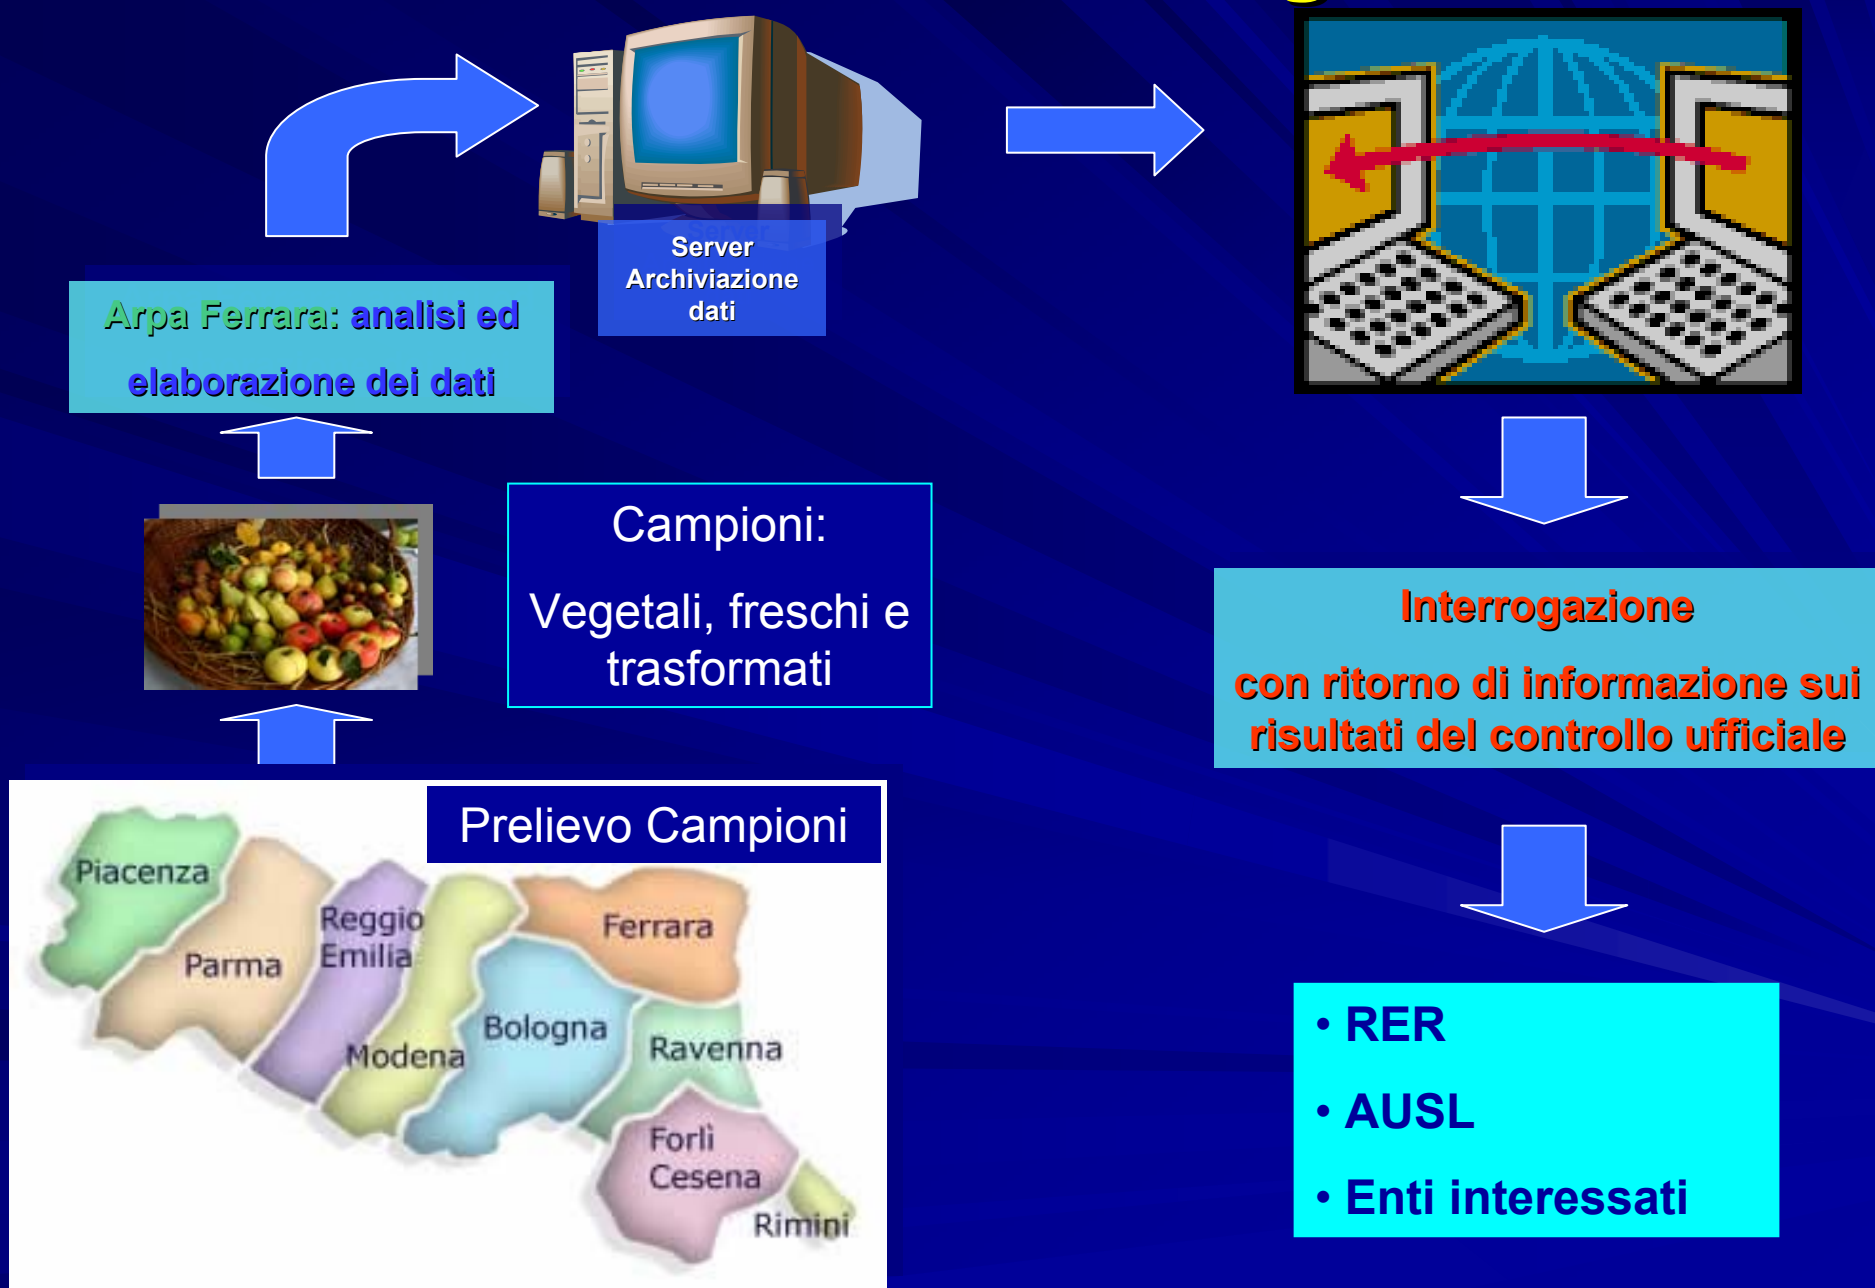 Server
Archiviazione
dati
Arpa Ferrara: analisi ed
elaborazione dei dati
Campioni:
Vegetali, freschi e
trasformati
Interrogazione
con ritorno di informazione sui
risultati del controllo ufficiale
Prelievo Campioni
Piacenza
Parma
Reggio
Emilia
Modena
Bologna
Ferrara
Ravenna
Forlì
Cesena
Rimini
• RER
• AUSL
• Enti interessati